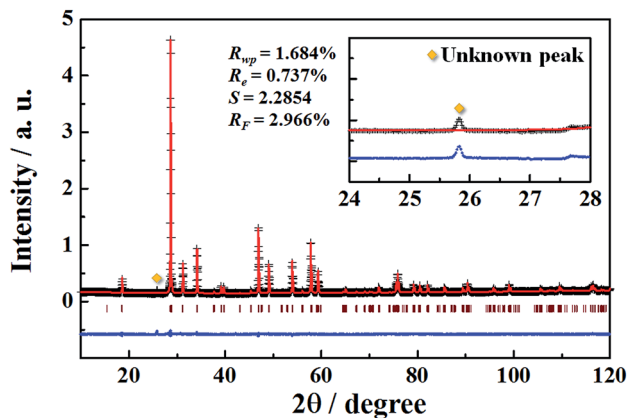 5
4
3
2
1
0
Intensity / a. u.
R_wp = 1.684%
R_e = 0.737%
S = 2.2854
R_F = 2.966%
Unknown peak
24 25 26 27 28
20 40 60 80 100 120
2θ / degree